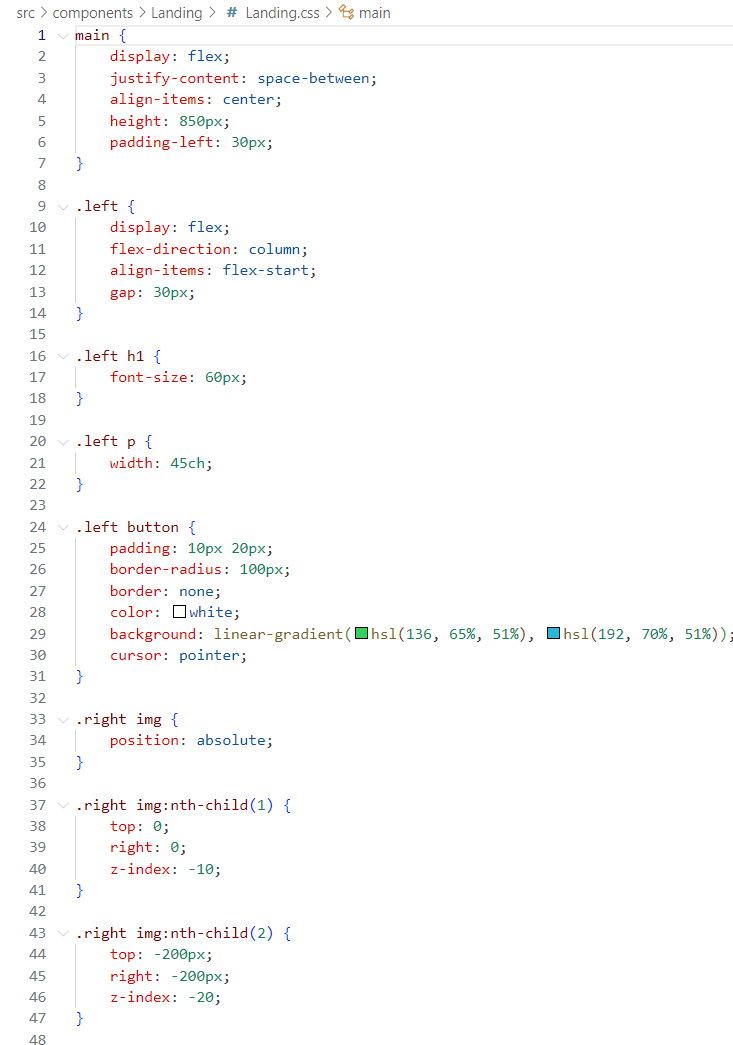 src > components > Landing > # Landing.css > main
1 main {
2 display: flex;
3 justify-content: space-between;
4 align-items: center;
5 height: 850px;
6 padding-left: 30px;
7 }
8
9 .left {
10 display: flex;
11 flex-direction: column;
12 align-items: flex-start;
13 gap: 30px;
14 }
15
16 .left h1 {
17 font-size: 60px;
18 }
19
20 .left p {
21 width: 45ch;
22 }
23
24 .left button {
25 padding: 10px 20px;
26 border-radius: 100px;
27 border: none;
28 color: white;
29 background: linear-gradient(hsl(136, 65%, 51%), hsl(192, 70%, 51%));
30 cursor: pointer;
31 }
32
33 .right img {
34 position: absolute;
35 }
36
37 .right img:nth-child(1) {
38 top: 0;
39 right: 0;
40 z-index: -10;
41 }
42
43 .right img:nth-child(2) {
44 top: -200px;
45 right: -200px;
46 z-index: -20;
47 }
48